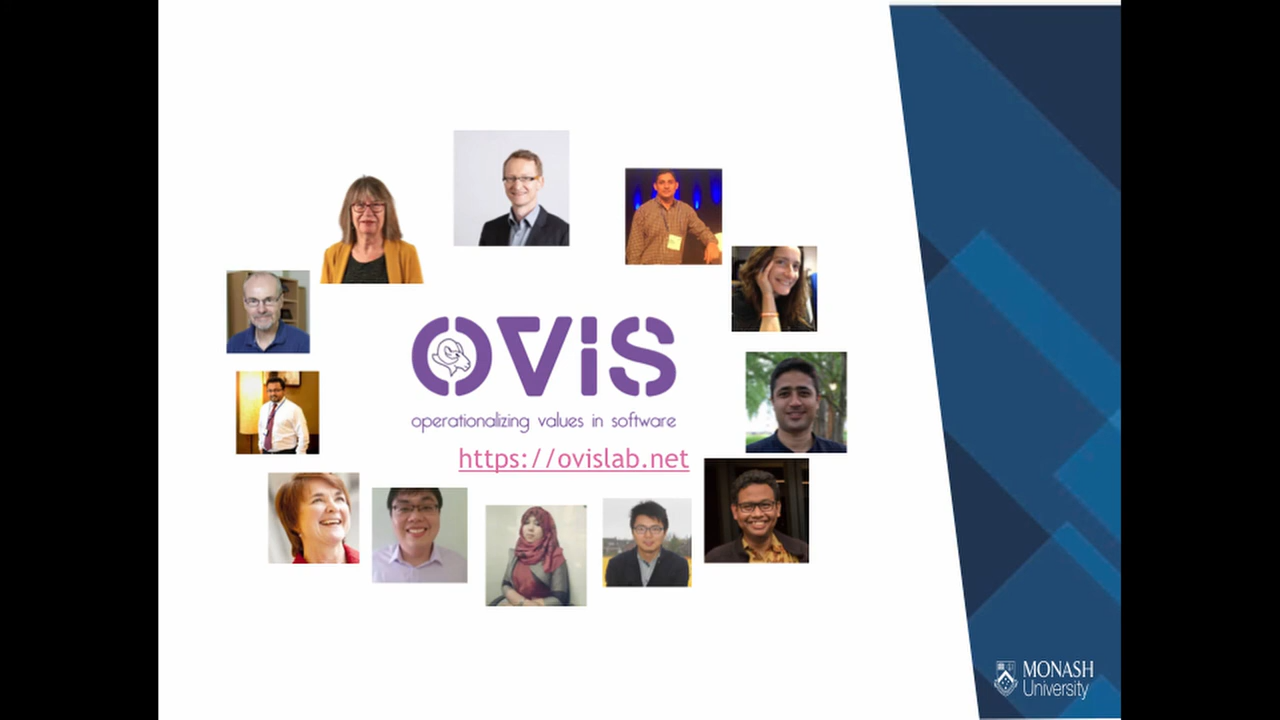 OViS
operationalizing values in software
https://ovislab.net
MONASH
University